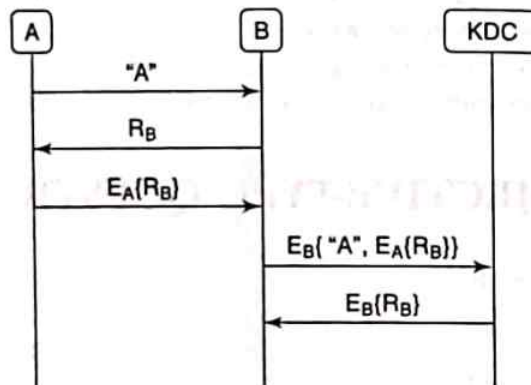 A B KDC
“A”
R_B
E_A{R_B}
E_B{ “A”, E_A{R_B}}
E_B{R_B}